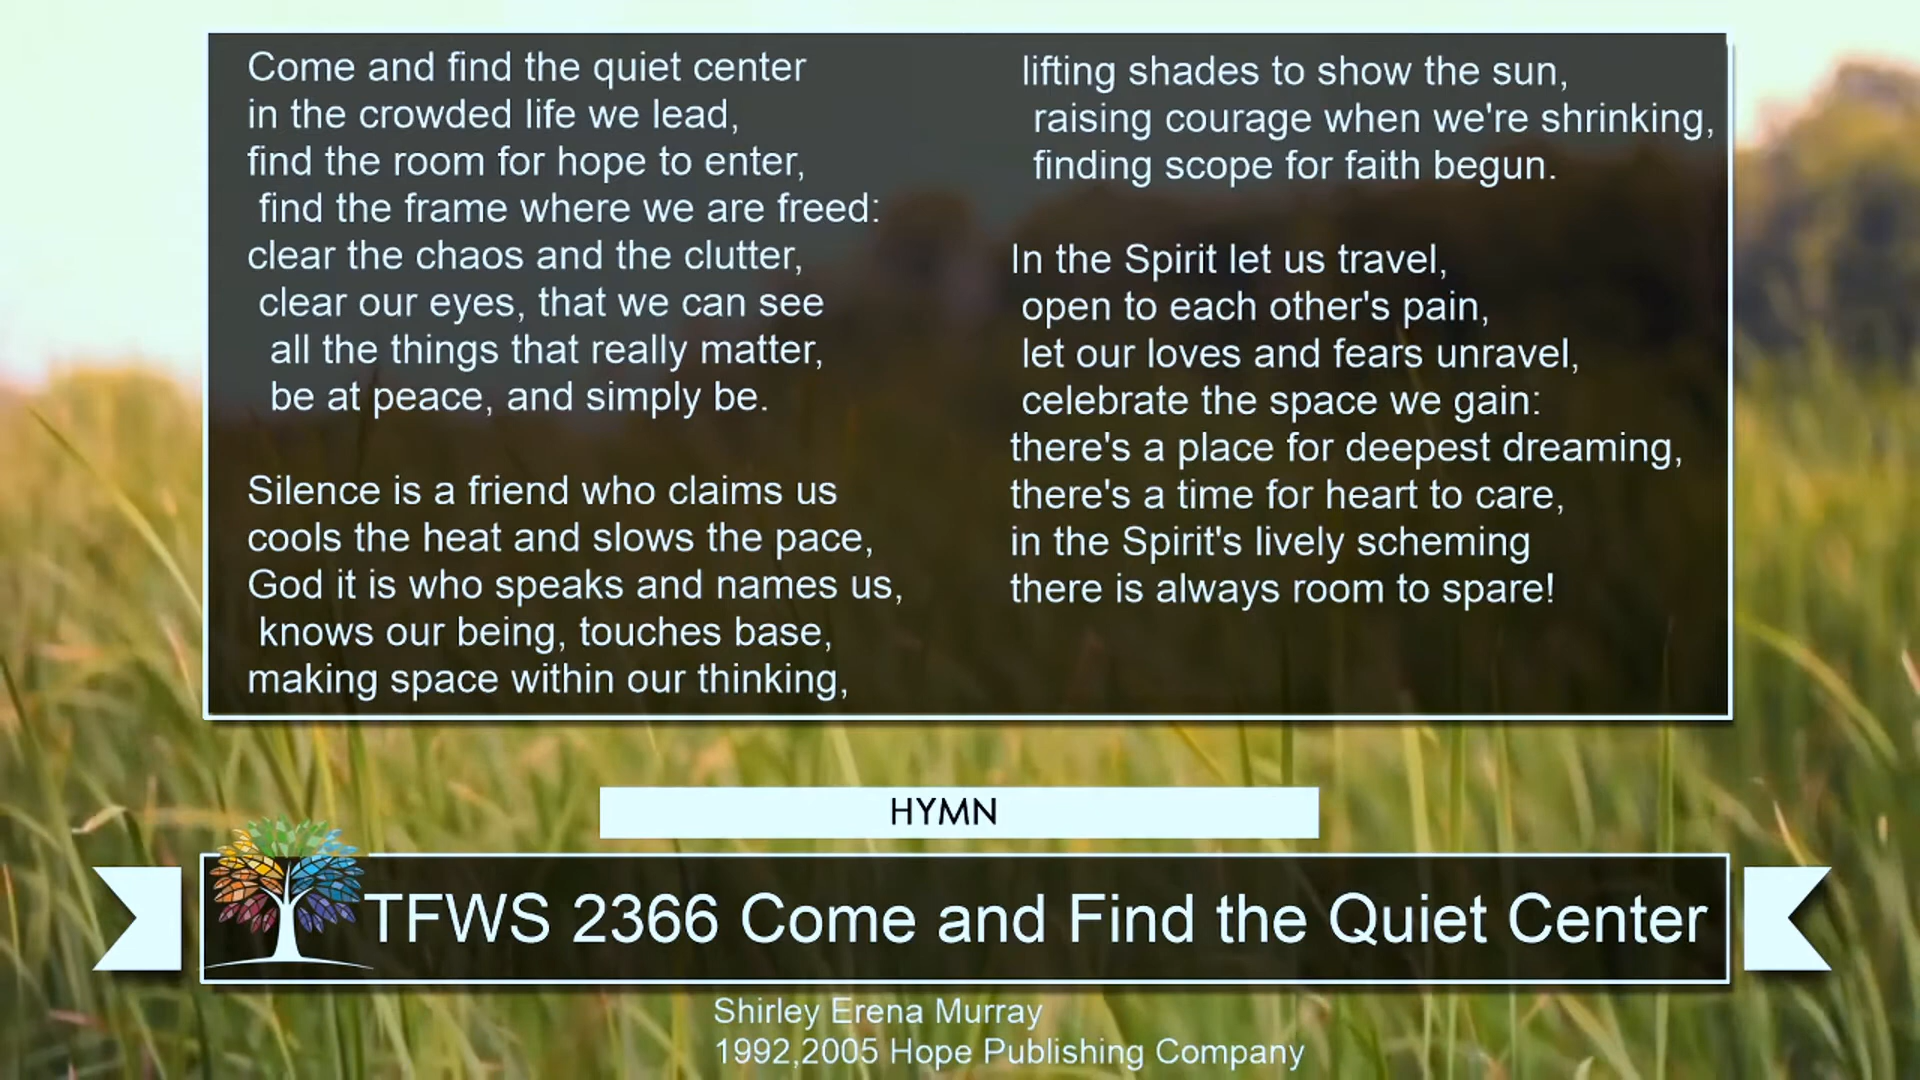 Come and find the quiet center
in the crowded life we lead,
find the room for hope to enter,
find the frame where we are freed:
clear the chaos and the clutter,
clear our eyes, that we can see
all the things that really matter,
be at peace, and simply be.
Silence is a friend who claims us
cools the heat and slows the pace,
God it is who speaks and names us,
knows our being, touches base,
making space within our thinking,
lifting shades to show the sun,
raising courage when we're shrinking,
finding scope for faith begun.
In the Spirit let us travel,
open to each other's pain,
let our loves and fears unravel,
celebrate the space we gain:
there's a place for deepest dreaming,
there's a time for heart to care,
in the Spirit's lively scheming
there is always room to spare!
HYMN
TFWS 2366 Come and Find the Quiet Center
Shirley Erena Murray
1992,2005 Hope Publishing Company